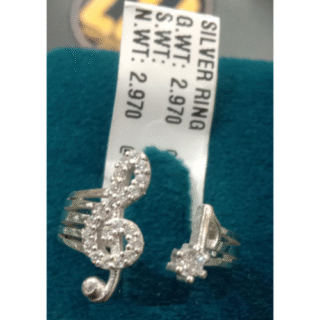 SILVER RING
G.WT: 2.970
S.WT:
N.WT: 2.970